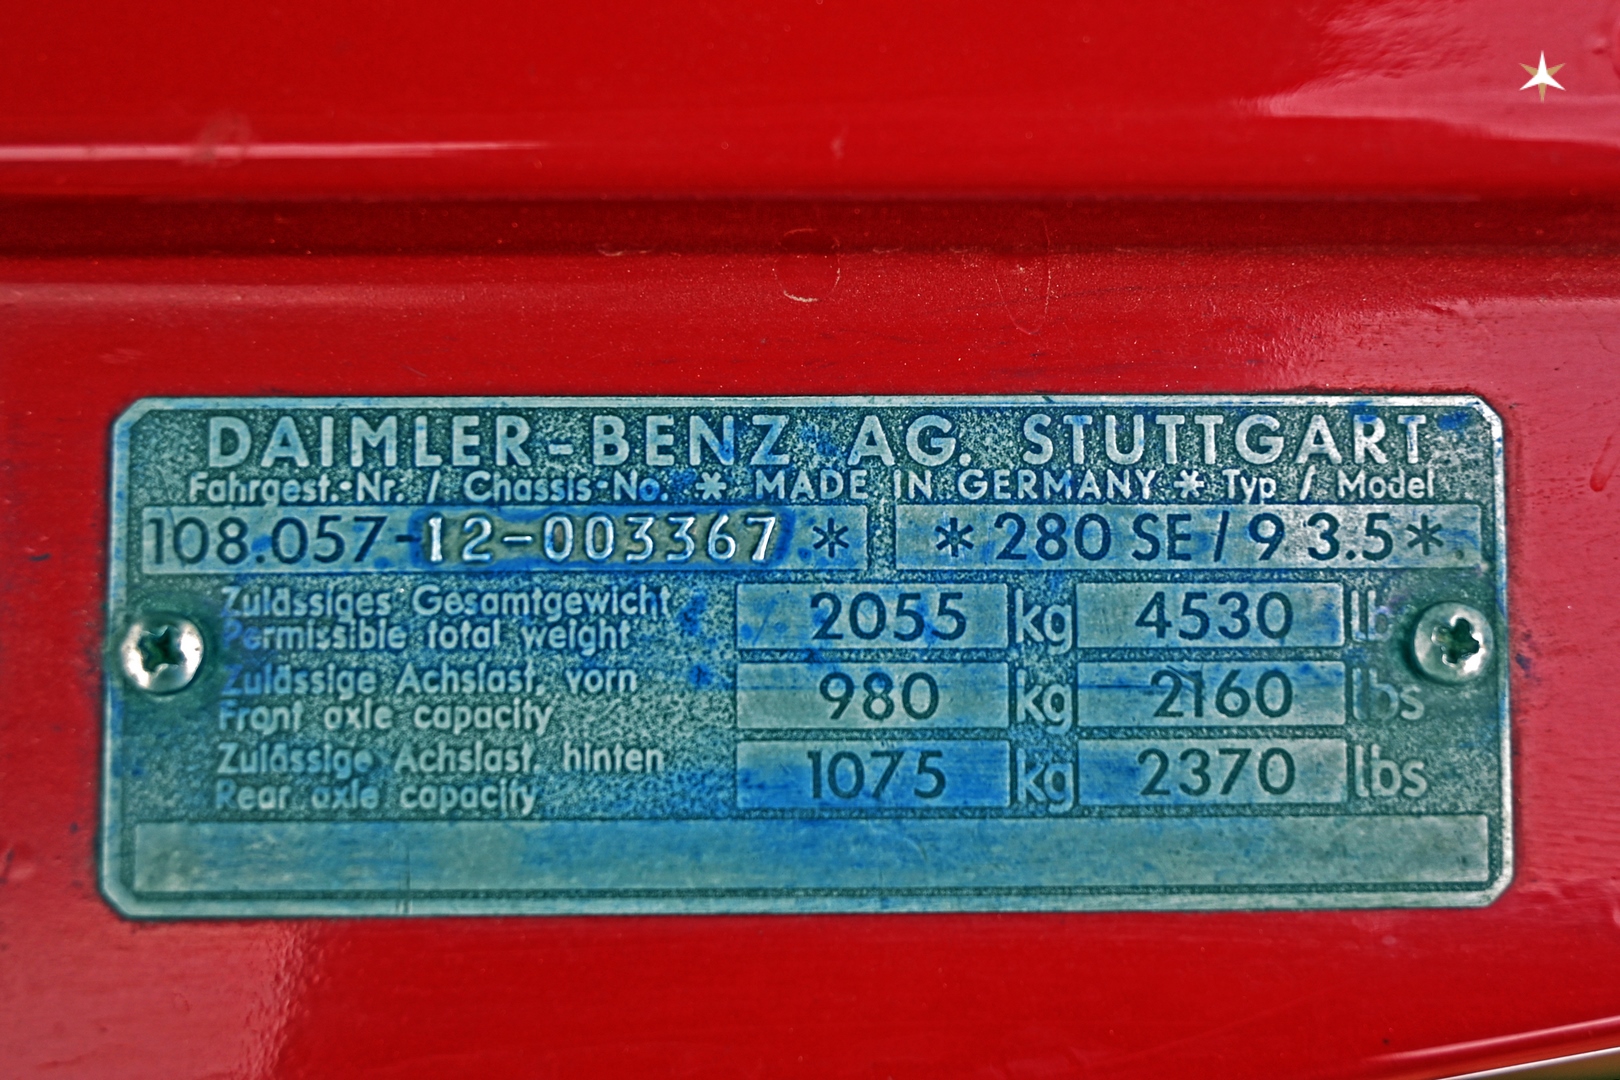 DAIMLER-BENZ AG. STUTTGART
Fahrgest.-Nr. / Chassis-No. * MADE IN GERMANY * Typ / Model
108.057-12-003367 * * 280 SE / 9 3.5 *
Zulässiges Gesamtgewicht
Permissible total weight 2055 kg 4530 lbs
Zulässige Achslast, vorn
Front axle capacity 980 kg 2160 lbs
Zulässige Achslast, hinten
Rear axle capacity 1075 kg 2370 lbs